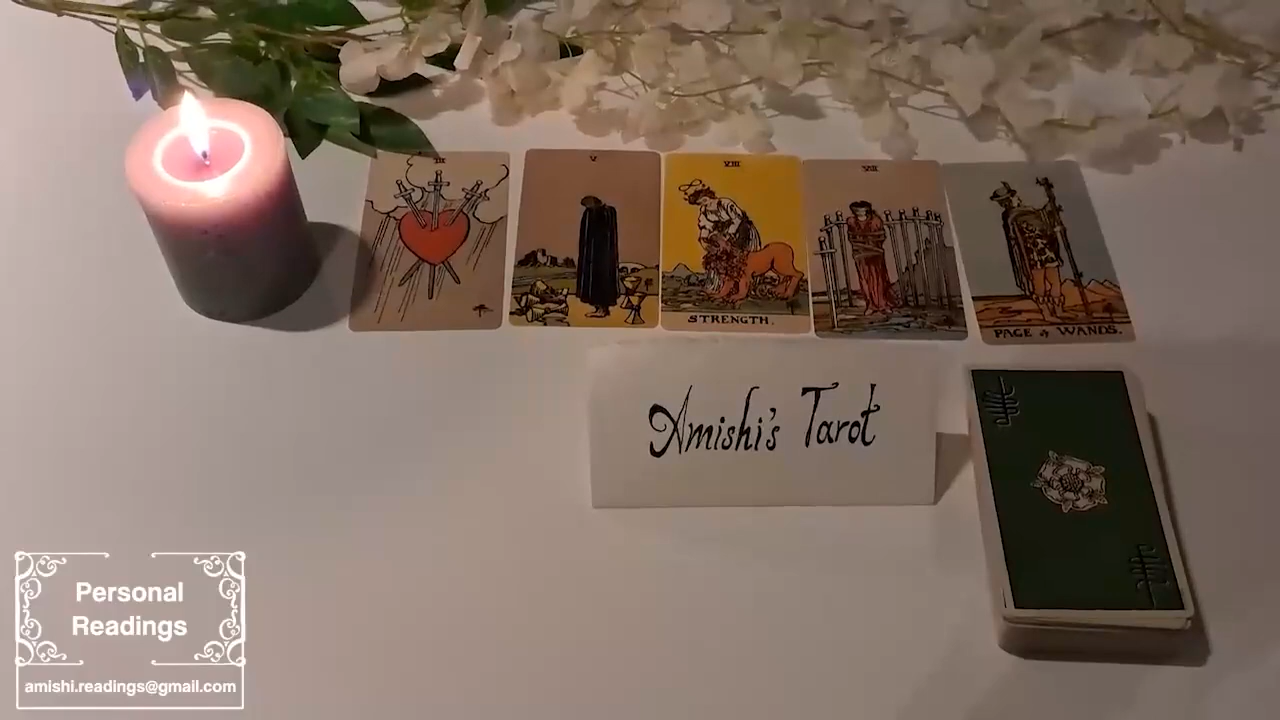 III
V
VIII
VIII
STRENGTH.
PAGE of WANDS.
Amishi's Tarot
Personal
Readings
amishi.readings@gmail.com